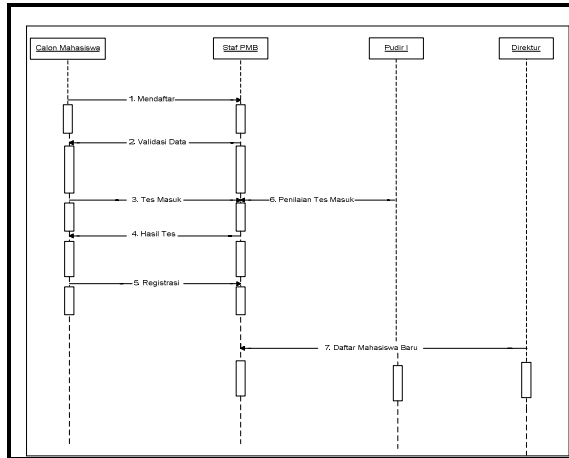 Calon Mahasiswa
Staf PMB
Pudir I
Direktur
1. Mendaftar
2. Validasi Data
3. Tes Masuk
6. Penilaian Tes Masuk
4. Hasil Tes
5. Registrasi
7. Daftar Mahasiswa Baru